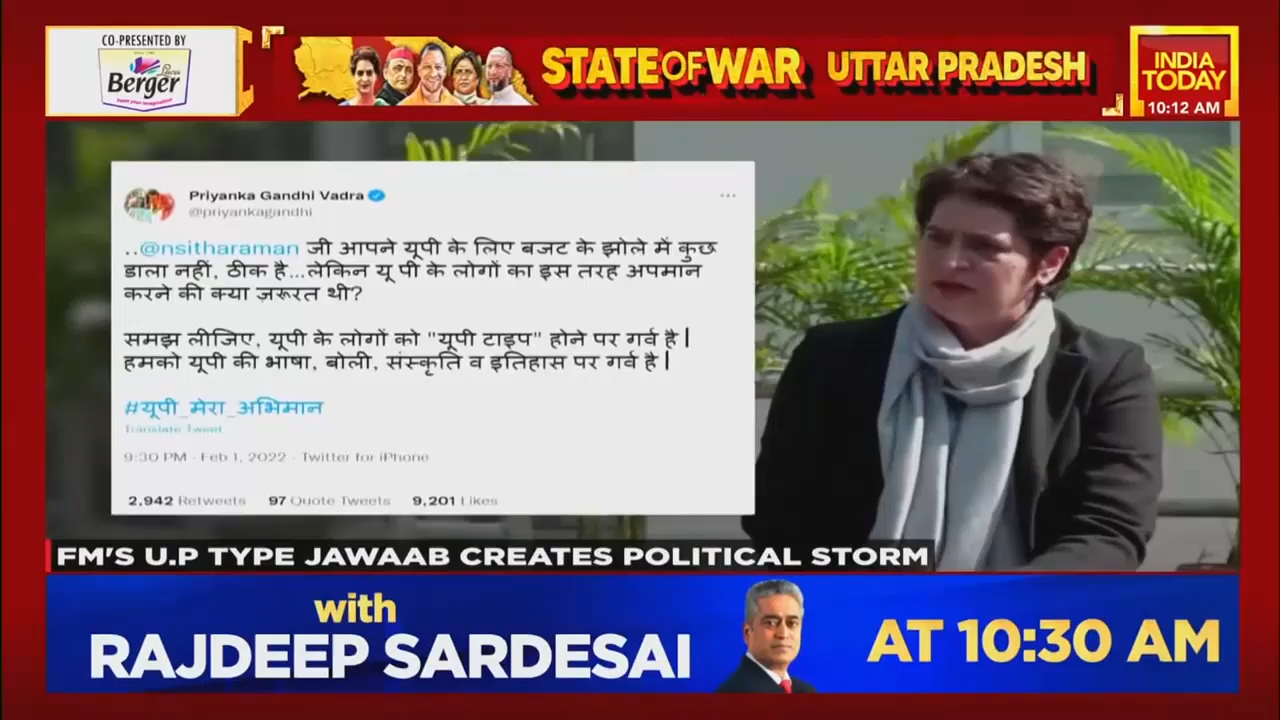 CO-PRESENTED BY
Berger
STATE OF WAR UTTAR PRADESH
INDIA
TODAY
10:12 AM
Priyanka Gandhi Vadra
@priyankagandhi
..@nsitharaman जी आपने यूपी के लिए बजट के झोले में कुछ
डाला नहीं, ठीक है...लेकिन यू पी के लोगों का इस तरह अपमान
करने की क्या ज़रूरत थी?
समझ लीजिए, यूपी के लोगों को "यूपी टाइप" होने पर गर्व है|
हमको यूपी की भाषा, बोली, संस्कृति व इतिहास पर गर्व है|
#यूपी_मेरा_अभिमान
Translate Tweet
9:30 PM · Feb 1, 2022 · Twitter for iPhone
2,942 Retweets 97 Quote Tweets 9,201 Likes
FM'S U.P TYPE JAWAAB CREATES POLITICAL STORM
with
RAJDEEP SARDESAI
AT 10:30 AM